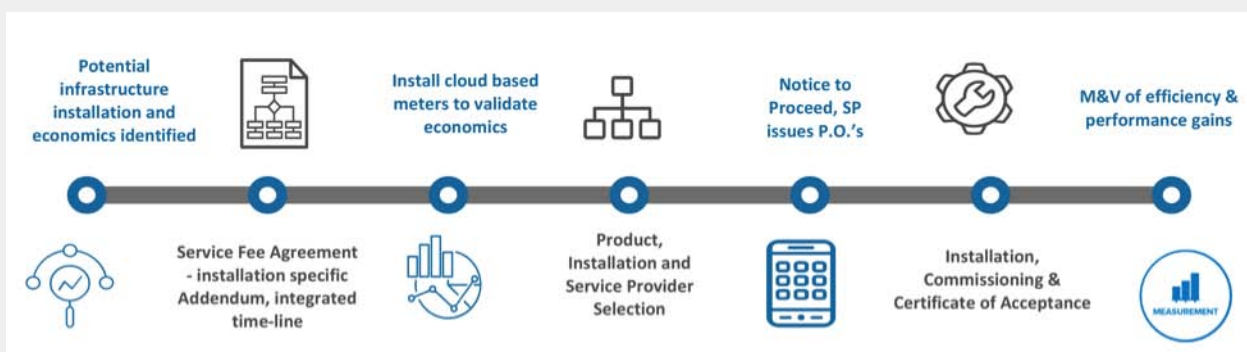 Potential
infrastructure
installation and
economics identified
Service Fee Agreement
- installation specific
Addendum, integrated
time-line
Install cloud based
meters to validate
economics
Product,
Installation and
Service Provider
Selection
Notice to
Proceed, SP
issues P.O.'s
Installation,
Commissioning &
Certificate of Acceptance
M&V of efficiency &
performance gains
MEASUREMENT